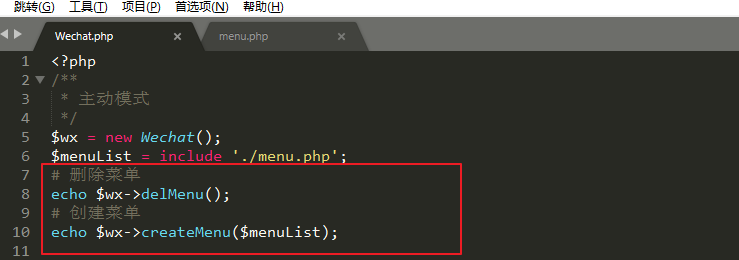 跳转(G) 工具(T) 项目(P) 首选项(N) 帮助(H)
Wechat.php × menu.php ×
1 <?php
2 /**
3 * 主动模式
4 */
5 $wx = new Wechat();
6 $menuList = include './menu.php';
7 # 删除菜单
8 echo $wx->delMenu();
9 # 创建菜单
10 echo $wx->createMenu($menuList);
11